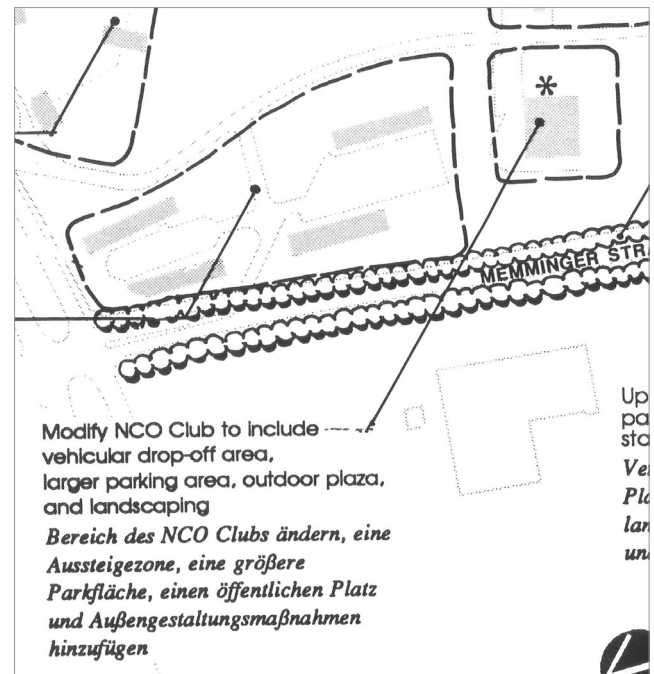 MEMMINGER STR
Modify NCO Club to include
vehicular drop-off area,
larger parking area, outdoor plaza,
and landscaping
Bereich des NCO Clubs ändern, eine
Aussteigezone, eine größere
Parkfläche, einen öffentlichen Platz
und Außengestaltungsmaßnahmen
hinzufügen
Up
pa
sta
Ve
Pla
lan
un